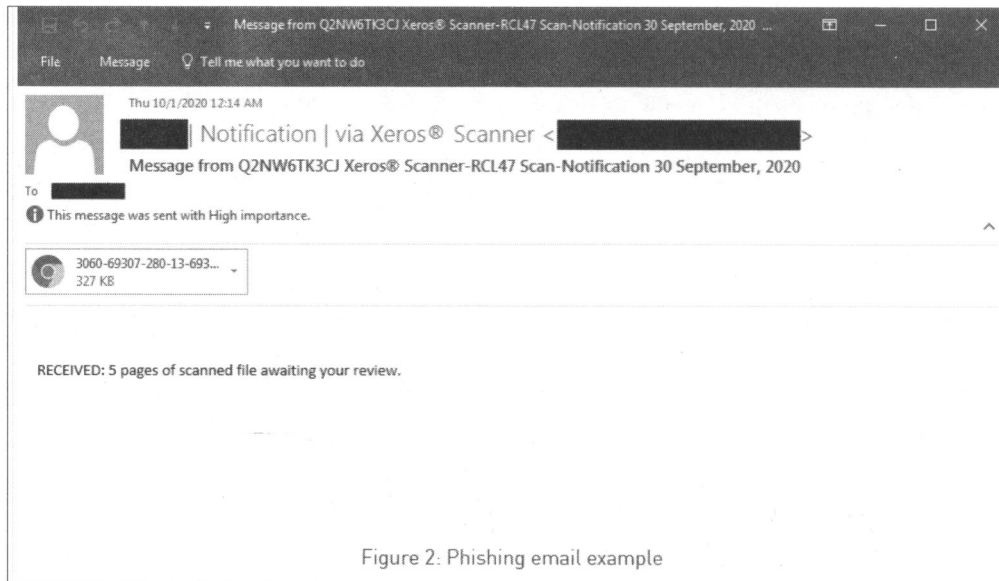 Message from Q2NW6TK3CJ Xeros® Scanner-RCL47 Scan-Notification 30 September, 2020 ...
File Message Tell me what you want to do
Thu 10/1/2020 12:14 AM
| Notification | via Xeros® Scanner < >
Message from Q2NW6TK3CJ Xeros® Scanner-RCL47 Scan-Notification 30 September, 2020
To
This message was sent with High importance.
3060-69307-280-13-693...
327 KB
RECEIVED: 5 pages of scanned file awaiting your review.
Figure 2: Phishing email example